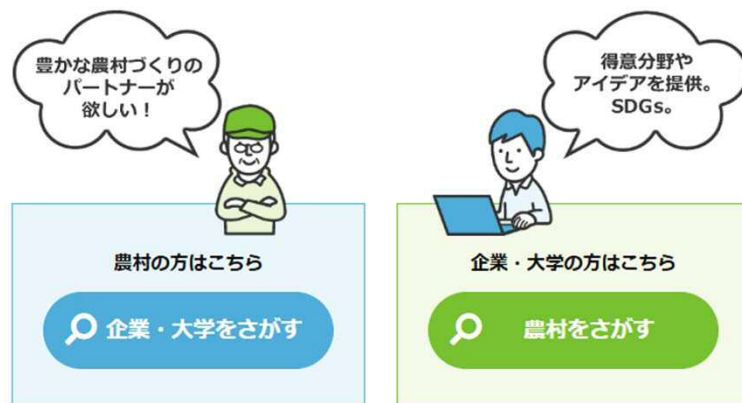 豊かな農村づくりの
パートナーが
欲しい！
得意分野や
アイデアを提供。
SDGs。
農村の方はこちら
企業・大学をさがす
企業・大学の方はこちら
農村をさがす